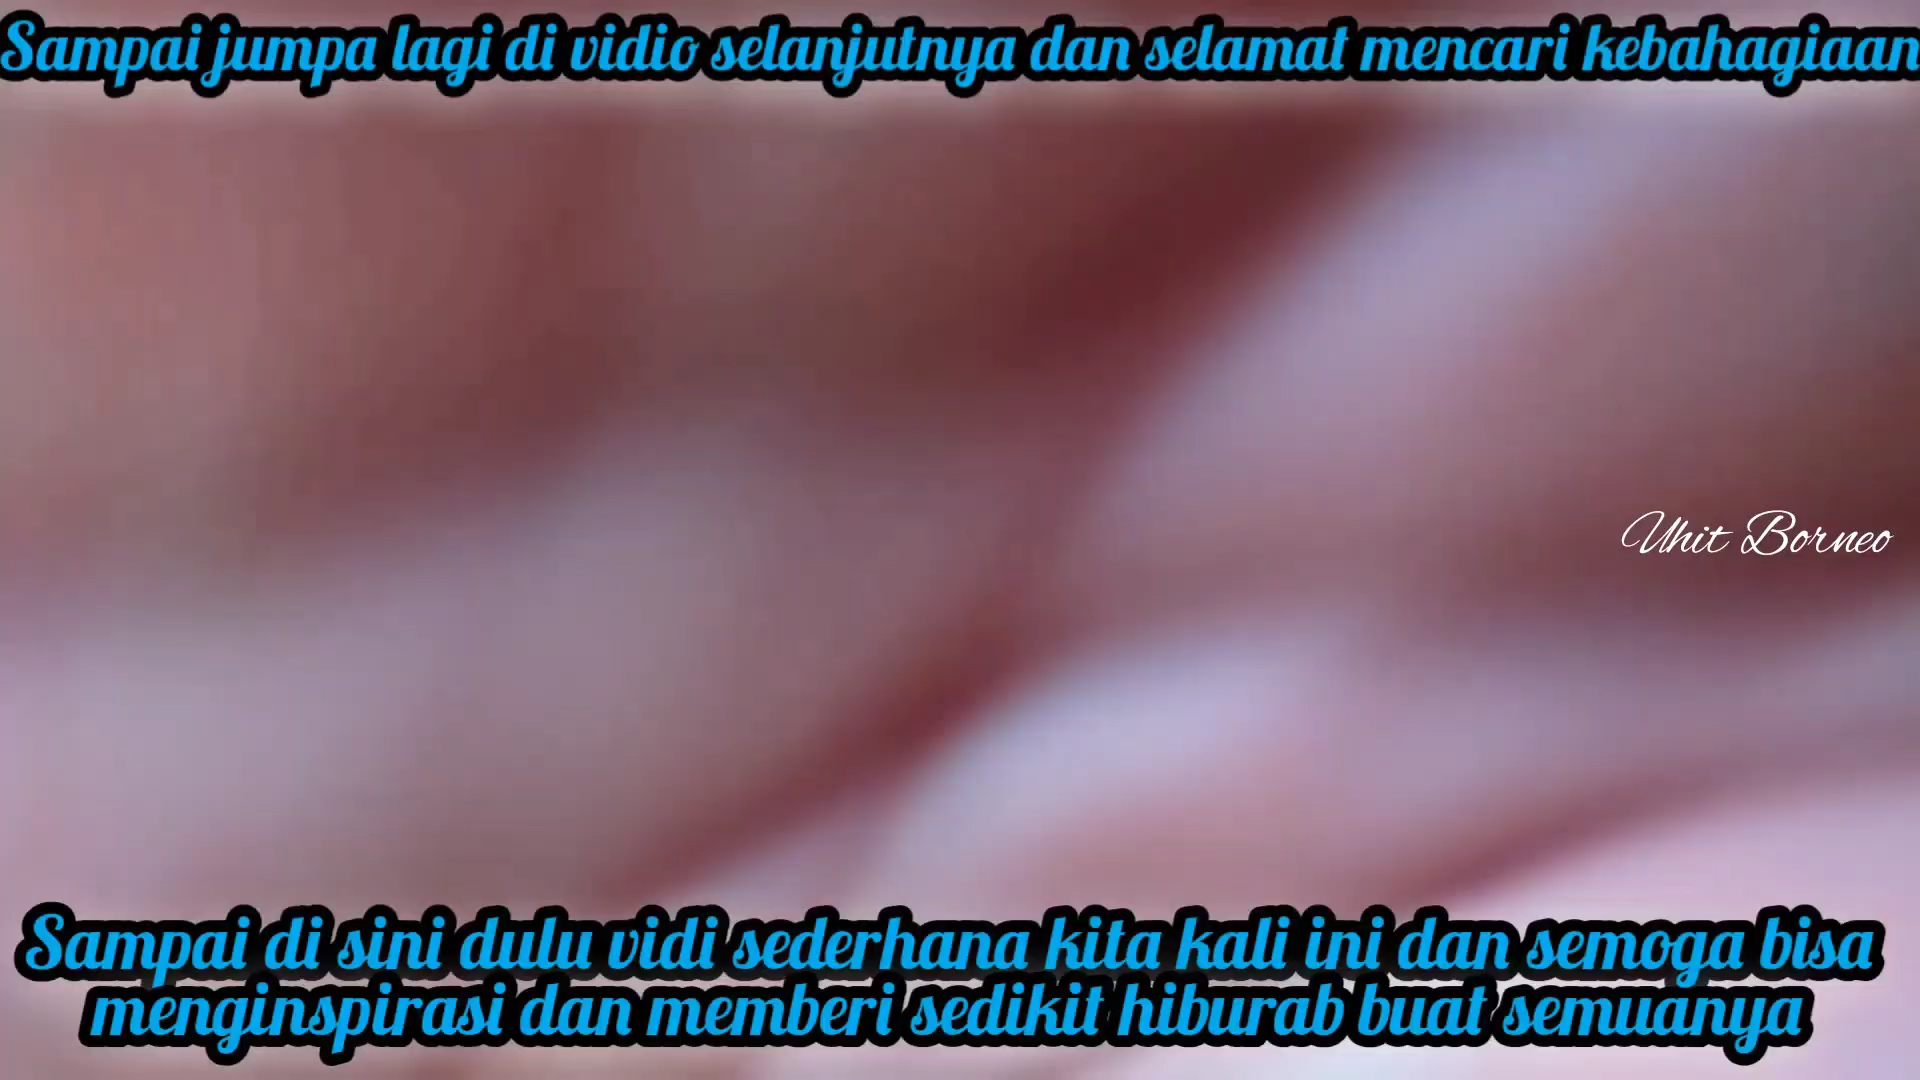 Sampai jumpa lagi di vidio selanjutnya dan selamat mencari kebahagiaan
Uhit Borneo
Sampai di sini dulu vidi sederhana kita kali ini dan semoga bisa
menginspirasi dan memberi sedikit hiburab buat semuanya